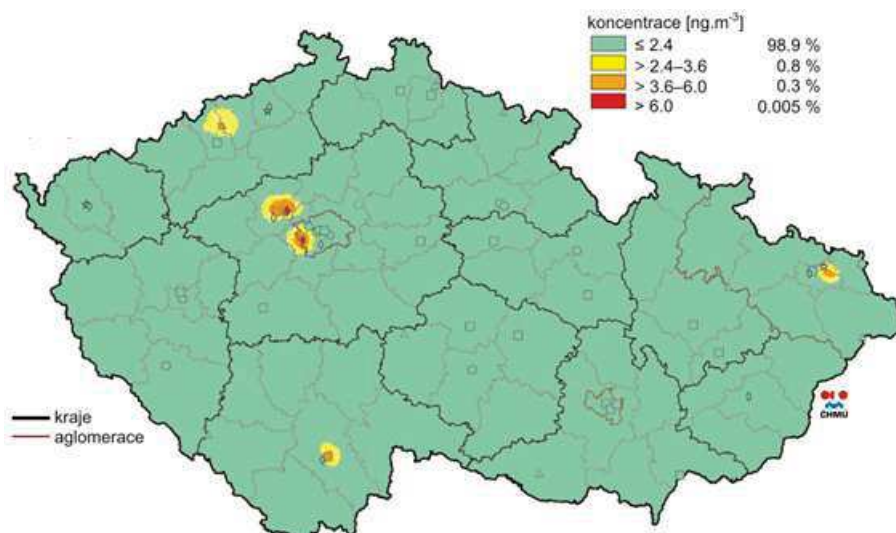 koncentrace [ng.m⁻³]
≤ 2.4 98.9 %
> 2.4–3.6 0.8 %
> 3.6–6.0 0.3 %
> 6.0 0.005 %
kraje
aglomerace
ČHMÚ